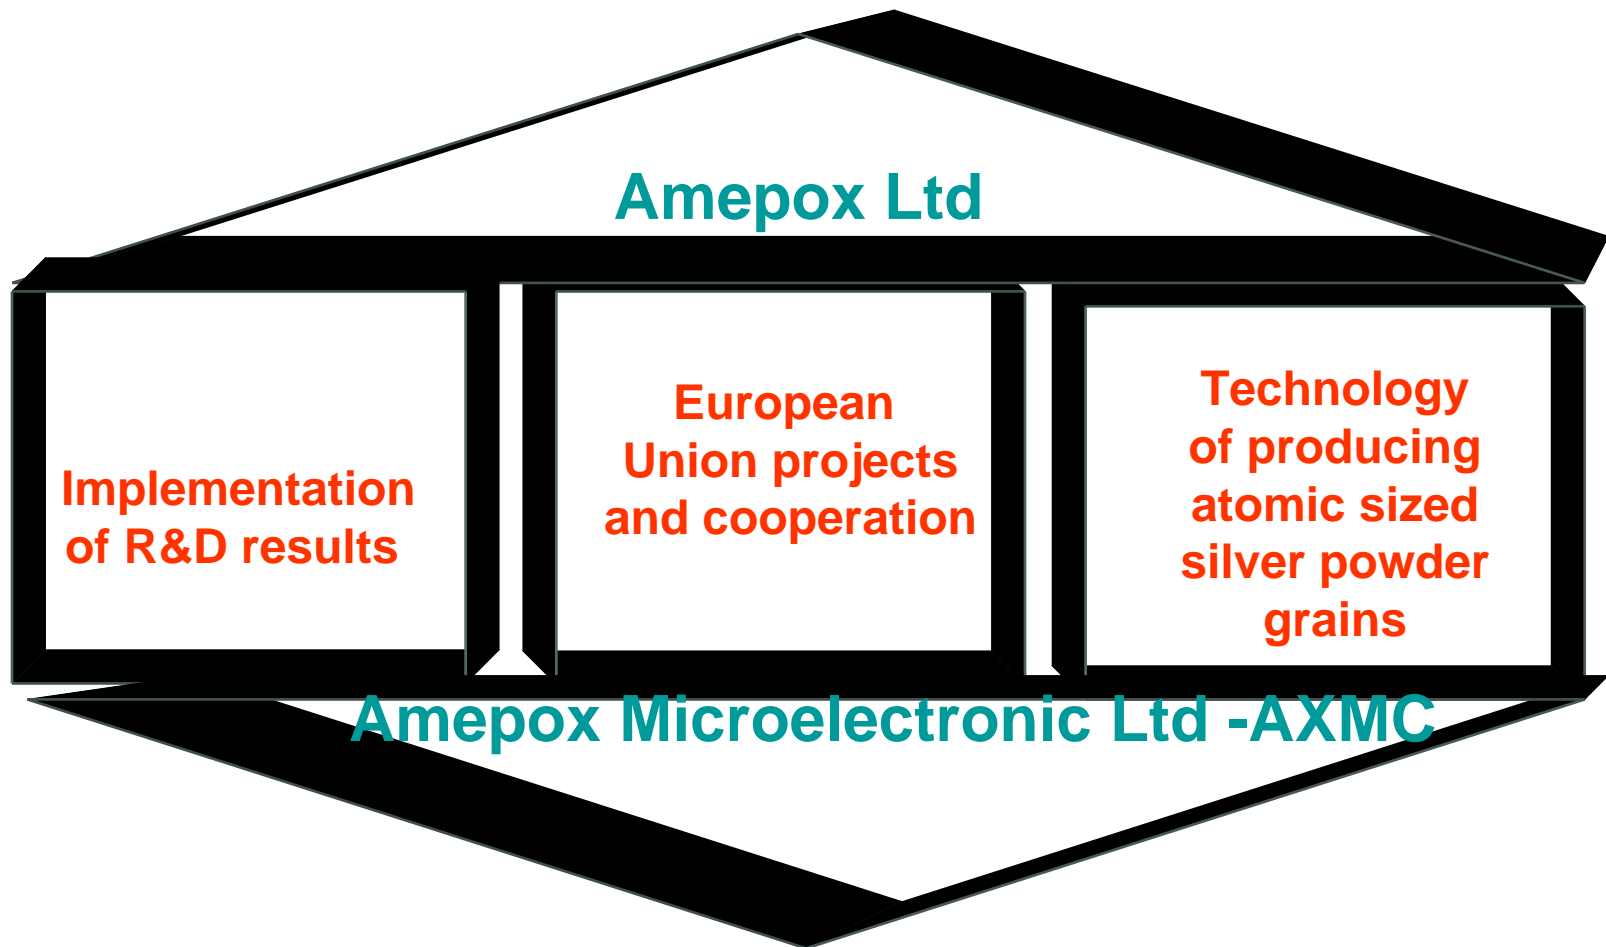 Amepox Ltd
Implementation
of R&D results
European
Union projects
and cooperation
Technology
of producing
atomic sized
silver powder
grains
Amepox Microelectronic Ltd -AXMC